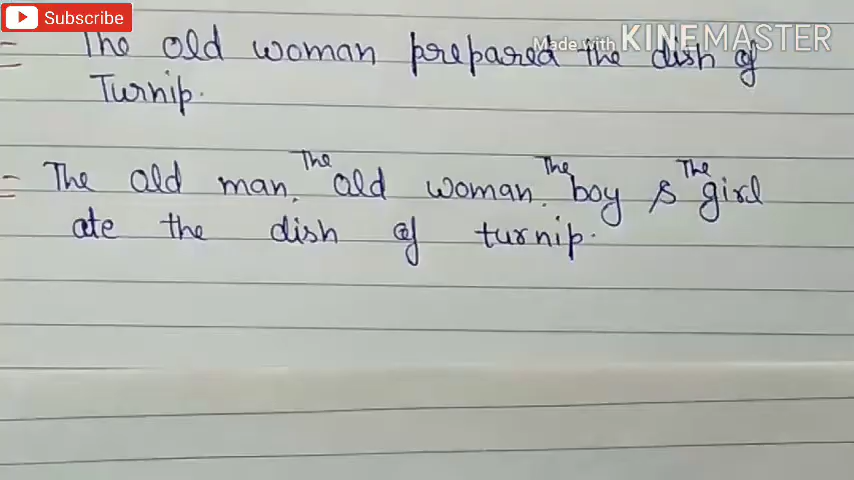 Subscribe
Made with KINEMASTER
= The old woman prepared the dish of
Turnip.
= The old man, The old woman, The boy & The girl
ate the dish of turnip.